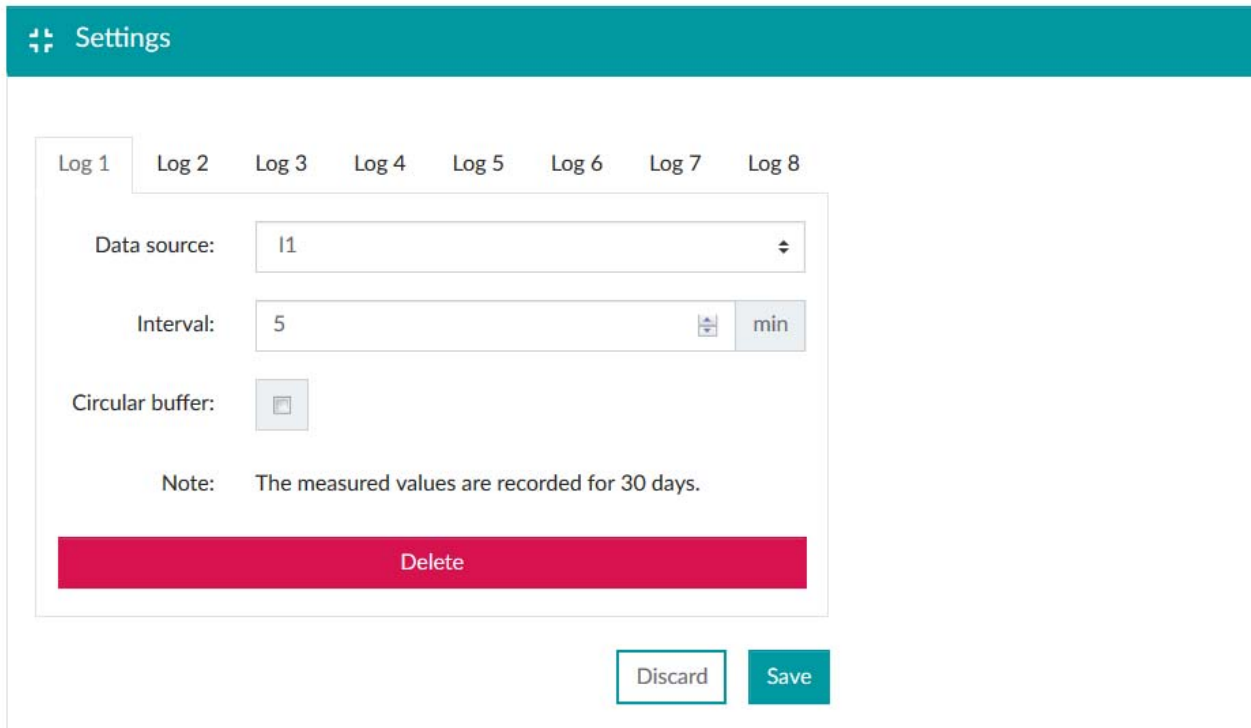 Settings
Log 1 Log 2 Log 3 Log 4 Log 5 Log 6 Log 7 Log 8
Data source: I1
Interval: 5 min
Circular buffer:
Note: The measured values are recorded for 30 days.
Delete
Discard Save